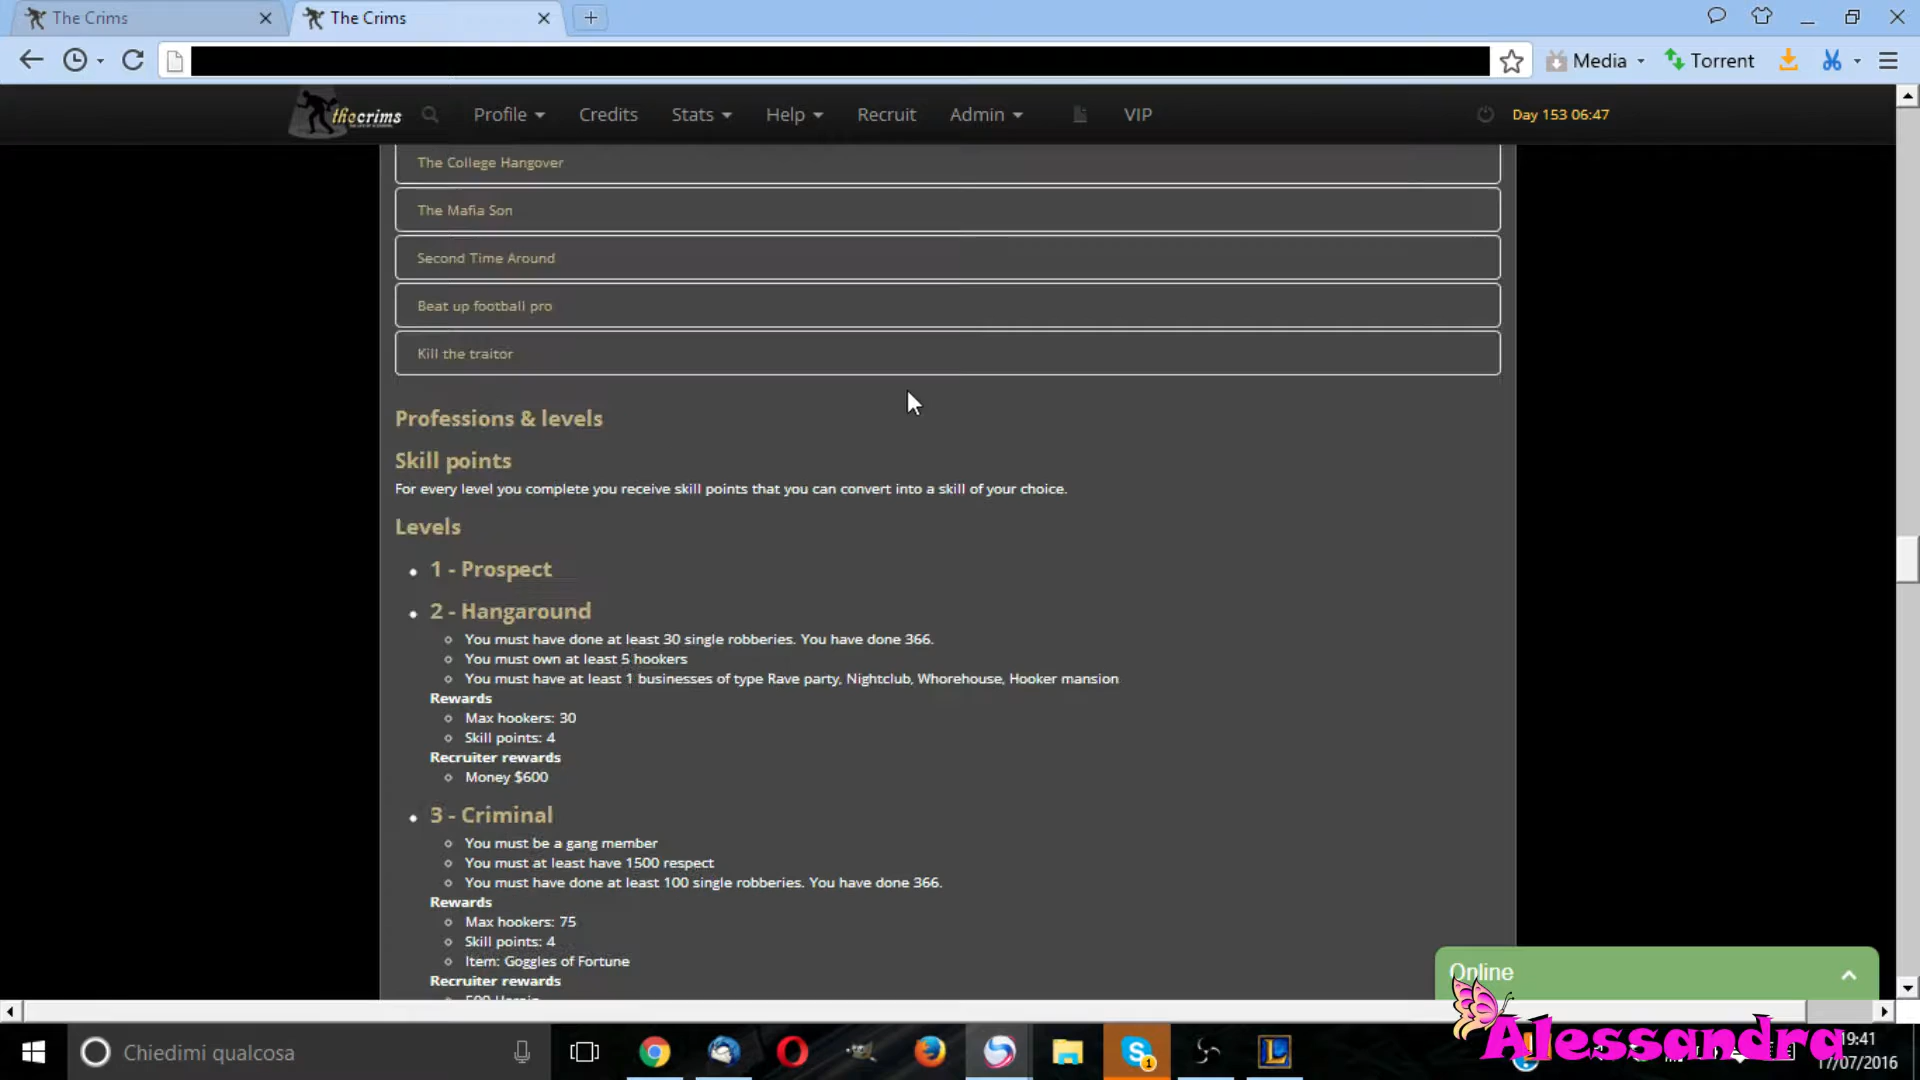 The Crims
The Crims
Media
Torrent
thecrims
Profile
Credits
Stats
Help
Recruit
Admin
VIP
Day 153 06:47
The College Hangover
The Mafia Son
Second Time Around
Beat up football pro
Kill the traitor
Professions & levels
Skill points
For every level you complete you receive skill points that you can convert into a skill of your choice.
Levels
1 - Prospect
2 - Hangaround
You must have done at least 30 single robberies. You have done 366.
You must own at least 5 hookers
You must have at least 1 businesses of type Rave party, Nightclub, Whorehouse, Hooker mansion
Rewards
Max hookers: 30
Skill points: 4
Recruiter rewards
Money $600
3 - Criminal
You must be a gang member
You must at least have 1500 respect
You must have done at least 100 single robberies. You have done 366.
Rewards
Max hookers: 75
Skill points: 4
Item: Goggles of Fortune
Recruiter rewards
Online
Alessandra
Chiedimi qualcosa
19:41
17/07/2016